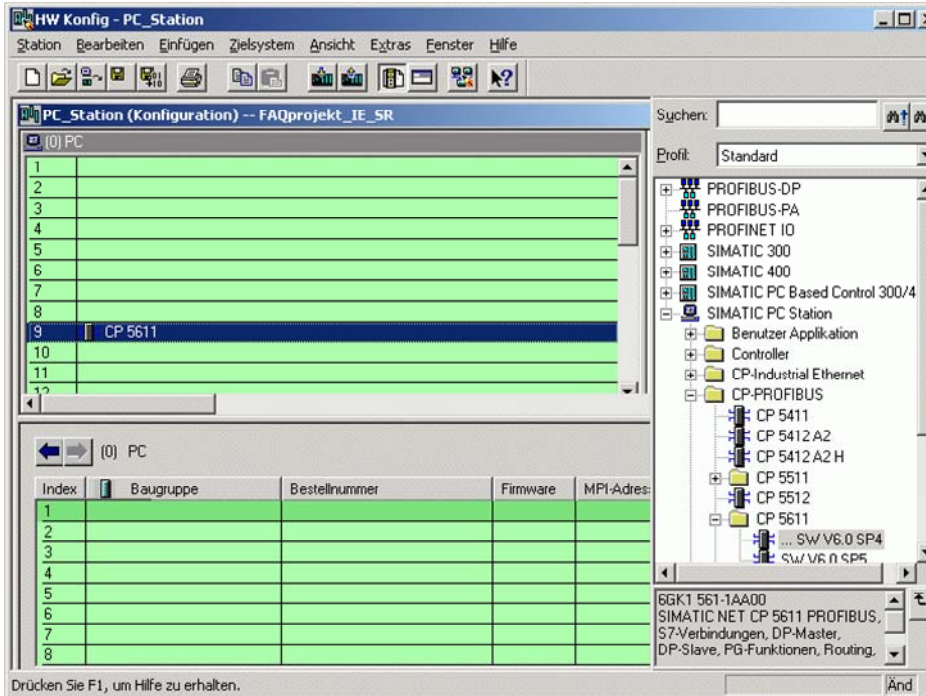 HW Konfig - PC_Station
Station Bearbeiten Einfügen Zielsystem Ansicht Extras Fenster Hilfe
PC_Station (Konfiguration) -- FAQprojekt_IE_SR
(0) PC
1
2
3
4
5
6
7
8
9 CP 5611
10
11
12
(0) PC
Index Baugruppe Bestellnummer Firmware MPI-Adres
1
2
3
4
5
6
7
8
Suchen:
Profil: Standard
PROFIBUS-DP
PROFIBUS-PA
PROFINET IO
SIMATIC 300
SIMATIC 400
SIMATIC PC Based Control 300/4
SIMATIC PC Station
Benutzer Applikation
Controller
CP-Industrial Ethernet
CP-PROFIBUS
CP 5411
CP 5412 A2
CP 5412 A2 H
CP 5511
CP 5512
CP 5611
... SW V6.0 SP4
SW V6.0 SP5
6GK1 561-1AA00
SIMATIC NET CP 5611 PROFIBUS,
S7-Verbindungen, DP-Master,
DP-Slave, PG-Funktionen, Routing,
Drücken Sie F1, um Hilfe zu erhalten.
Änd